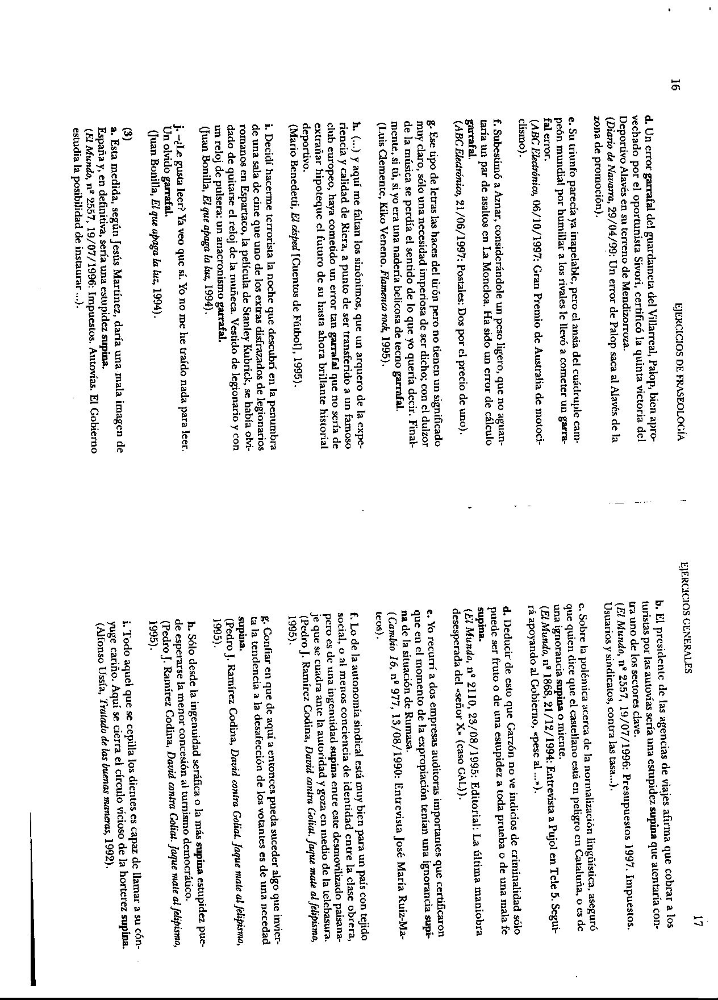 16
EJERCICIOS DE FRASEOLOGÍA
d. Un error garrafal del guardameta del Villarreal, Palop, bien apro-
vechado por el oportunista Sívori, certificó la quinta victoria del
Deportivo Alavés en su terreno de Mendizorroza.
(Diario de Navarra, 29/04/99: Un error de Palop saca al Alavés de la
zona de promoción).
e. Su triunfo parecía ya inapelable, pero el ansia del cuádruple cam-
peón mundial por humillar a los rivales le llevó a cometer un garra-
fal error.
(ABC Electrónico, 06/10/1997: Gran Premio de Australia de motoci-
clismo).
f. Subestimó a Aznar, considerándole un peso ligero, que no aguan-
taría un par de asaltos en La Moncloa. Ha sido un error de cálculo
garrafal.
(ABC Electrónico, 21/06/1997: Postales: Dos por el precio de uno).
g. Ese tipo de letras las haces del tirón pero no tienen un significado
muy claro, sólo una necesidad imperiosa de ser dicho; con el dulzor
de la música se perdía el sentido de lo que yo quería decir. Final-
mente, si tú, si yo era una nadería belicosa de tecno garrafal.
(Luis Clemente, Kiko Veneno. Flamenco rock, 1995).
h. (...) y aquí me faltan los sinónimos, que un arquero de la expe-
riencia y calidad de Riera, a punto de ser transferido a un famoso
club europeo, haya cometido un error tan garrafal que no sería de
extrañar hipoteque el futuro de su hasta ahora brillante historial
deportivo.
(Mario Benedetti, El césped [Cuentos de Fútbol], 1995).
i. Decidí hacerme terrorista la noche que descubrí en la penumbra
de una sala de cine que uno de los extras disfrazados de legionarios
romanos en Espartaco, la película de Stanley Kubrick, se había olvi-
dado de quitarse el reloj de la muñeca. Vestido de legionario y con
un reloj de pulsera: un anacronismo garrafal.
(Juan Bonilla, El que apaga la luz, 1994).
j. –¿Le gusta leer? Ya veo que sí. Yo no me he traído nada para leer.
Un olvido garrafal.
(Juan Bonilla, El que apaga la luz, 1994).
(3)
a. Esta medida, según Jesús Martínez, daría una mala imagen de
España y, en definitiva, sería una estupidez supina.
(El Mundo, nº 2557, 19/07/1996: Impuestos. Autovías. El Gobierno
estudia la posibilidad de instaurar ...).
EJERCICIOS GENERALES
17
b. El presidente de las agencias de viajes afirma que cobrar a los
turistas por las autovías sería una estupidez supina que atentaría con-
tra uno de los sectores clave.
(El Mundo, nº 2557, 19/07/1996: Presupuestos 1997. Impuestos.
Usuarios y sindicatos, contra las tasa...).
c. Sobre la polémica acerca de la normalización lingüística, aseguró
que quien dice que el castellano está en peligro en Cataluña, o es de
una ignorancia supina o miente.
(El Mundo, nº 1868, 21/12/1994: Entrevista a Pujol en Tele 5. Segui-
rá apoyando al Gobierno, «pese al ...»).
d. Deducir de esto que Garzón no ve indicios de criminalidad sólo
puede ser fruto o de una estupidez a toda prueba o de una mala fe
supina.
(El Mundo, nº 2110, 23/08/1995: Editorial: La última maniobra
desesperada del «señor X» (caso GAL)).
e. Yo recurrí a dos empresas auditoras importantes que certificaron
que en el momento de la expropiación tenían una ignorancia supi-
na de la situación de Rumasa.
(Cambio 16, nº 977, 13/08/1990: Entrevista José María Ruiz-Ma-
teos).
f. Lo de la autonomía sindical está muy bien para un país con tejido
social, o al menos conciencia de identidad entre la clase obrera,
pero es de una ingenuidad supina entre este desmovilizado paisana-
je que se cuadra ante la autoridad y goza en medio de la telebasura.
(Pedro J. Ramírez Codina, David contra Goliat. Jaque mate al felipismo,
1995).
g. Confiar en que de aquí a entonces pueda suceder algo que invier-
ta la tendencia a la desafección de los votantes es de una necedad
supina.
(Pedro J. Ramírez Codina, David contra Goliat. Jaque mate al felipismo,
1995).
h. Sólo desde la ingenuidad seráfica o la más supina estupidez pue-
de esperarse la menor concesión al turnismo democrático.
(Pedro J. Ramírez Codina, David contra Goliat. Jaque mate al felipismo,
1995).
i. Todo aquel que se cepilla los dientes es capaz de llamar a su cón-
yuge cariño. Aquí se cierra el círculo vicioso de la horterez supina.
(Alfonso Ussía, Tratado de las buenas maneras, 1992).